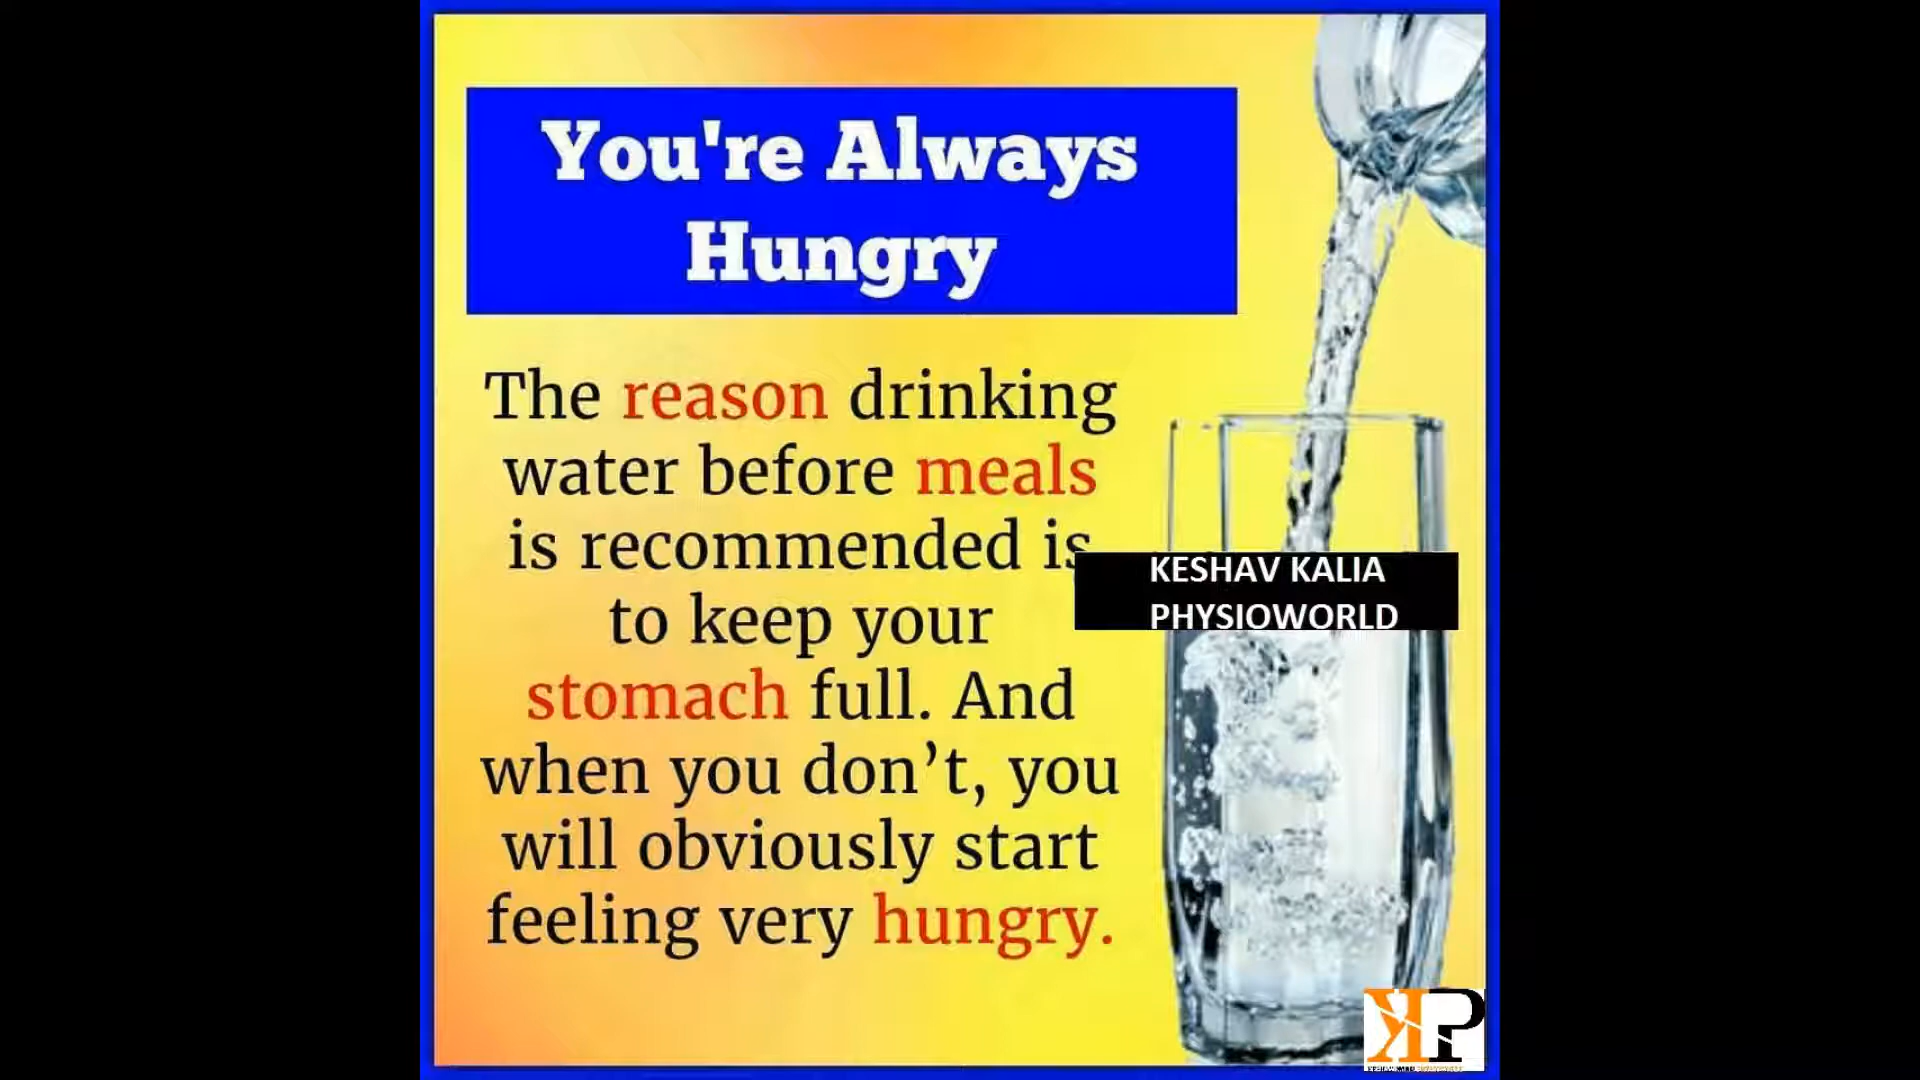 You're Always
Hungry
The reason drinking
water before meals
is recommended is
to keep your
stomach full. And
when you don’t, you
will obviously start
feeling very hungry.
KESHAV KALIA
PHYSIOWORLD
KP